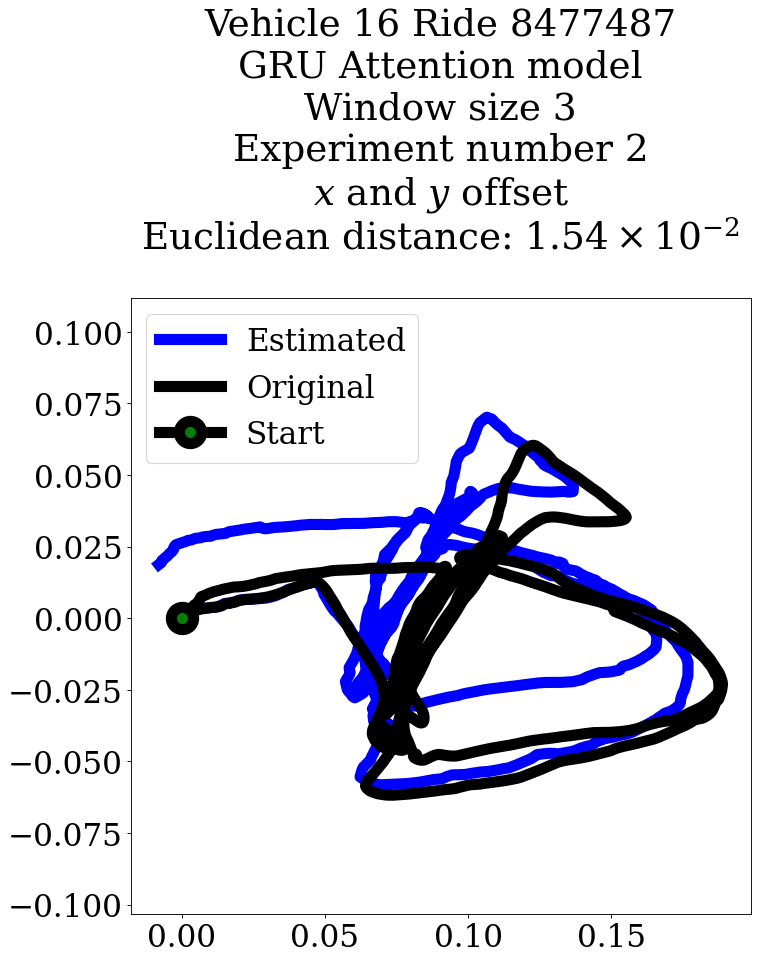 Vehicle 16 Ride 8477487
GRU Attention model
Window size 3
Experiment number 2
x and y offset
Euclidean distance: 1.54 × 10⁻²
Estimated
Original
Start
0.100
0.075
0.050
0.025
0.000
−0.025
−0.050
−0.075
−0.100
0.00 0.05 0.10 0.15